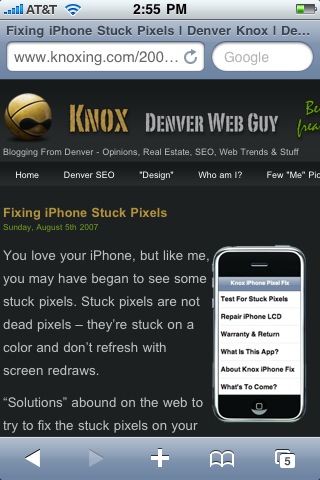 AT&T 2:55 PM
Fixing iPhone Stuck Pixels | Denver Knox | De...
www.knoxing.com/200... Google
KNOX DENVER WEB GUY
Blogging From Denver - Opinions, Real Estate, SEO, Web Trends & Stuff
Home Denver SEO "Design" Who am I? Few "Me" Pic
Fixing iPhone Stuck Pixels
Sunday, August 5th 2007
You love your iPhone, but like me,
you may have began to see some
stuck pixels. Stuck pixels are not
dead pixels – they're stuck on a
color and don't refresh with
screen redraws.
"Solutions" abound on the web to
try to fix the stuck pixels on your
Knox iPhone Pixel Fix
Test For Stuck Pixels
Repair iPhone LCD
Warranty & Return
What Is This App?
About Knox iPhone Fix
What's To Come?
5